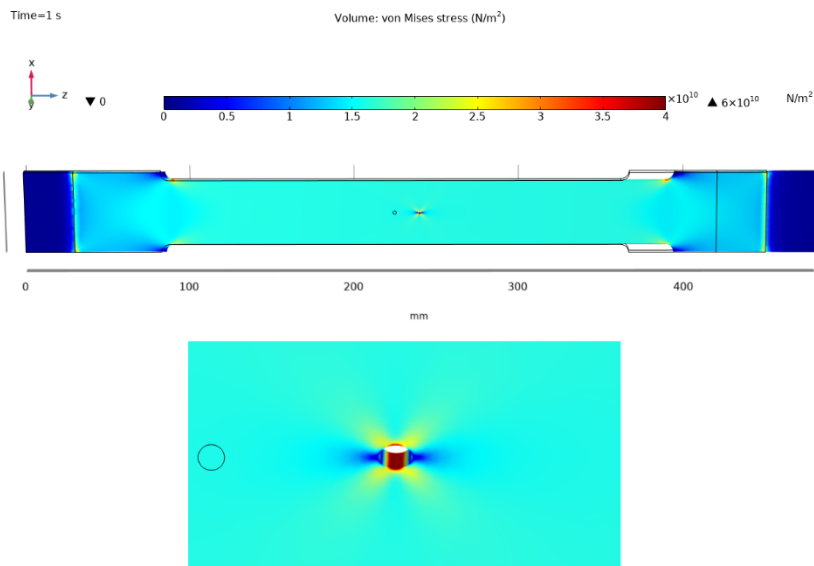 Time=1 s
Volume: von Mises stress (N/m²)
x
z
y
▼ 0
×10¹⁰
▲ 6×10¹⁰
N/m²
0 0.5 1 1.5 2 2.5 3 3.5 4
0 100 200 300 400
mm